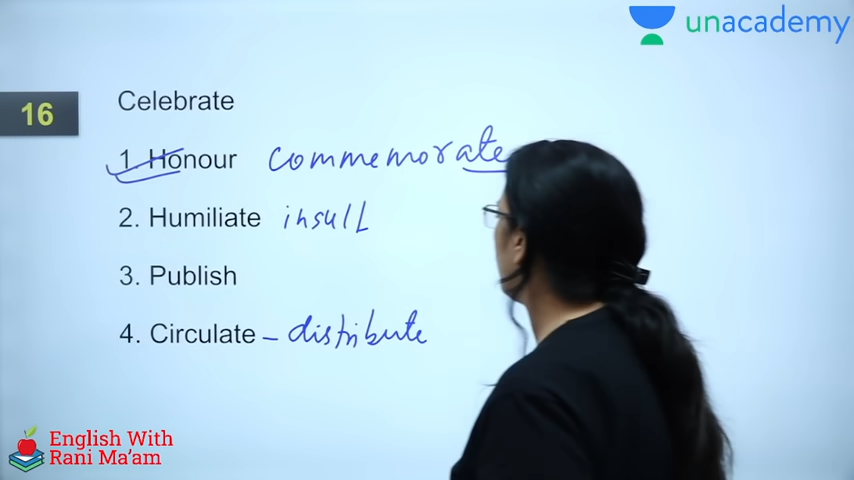 unacademy
16
Celebrate
1. Honour commemorate
2. Humiliate insult
3. Publish
4. Circulate – distribute
English With
Rani Ma'am